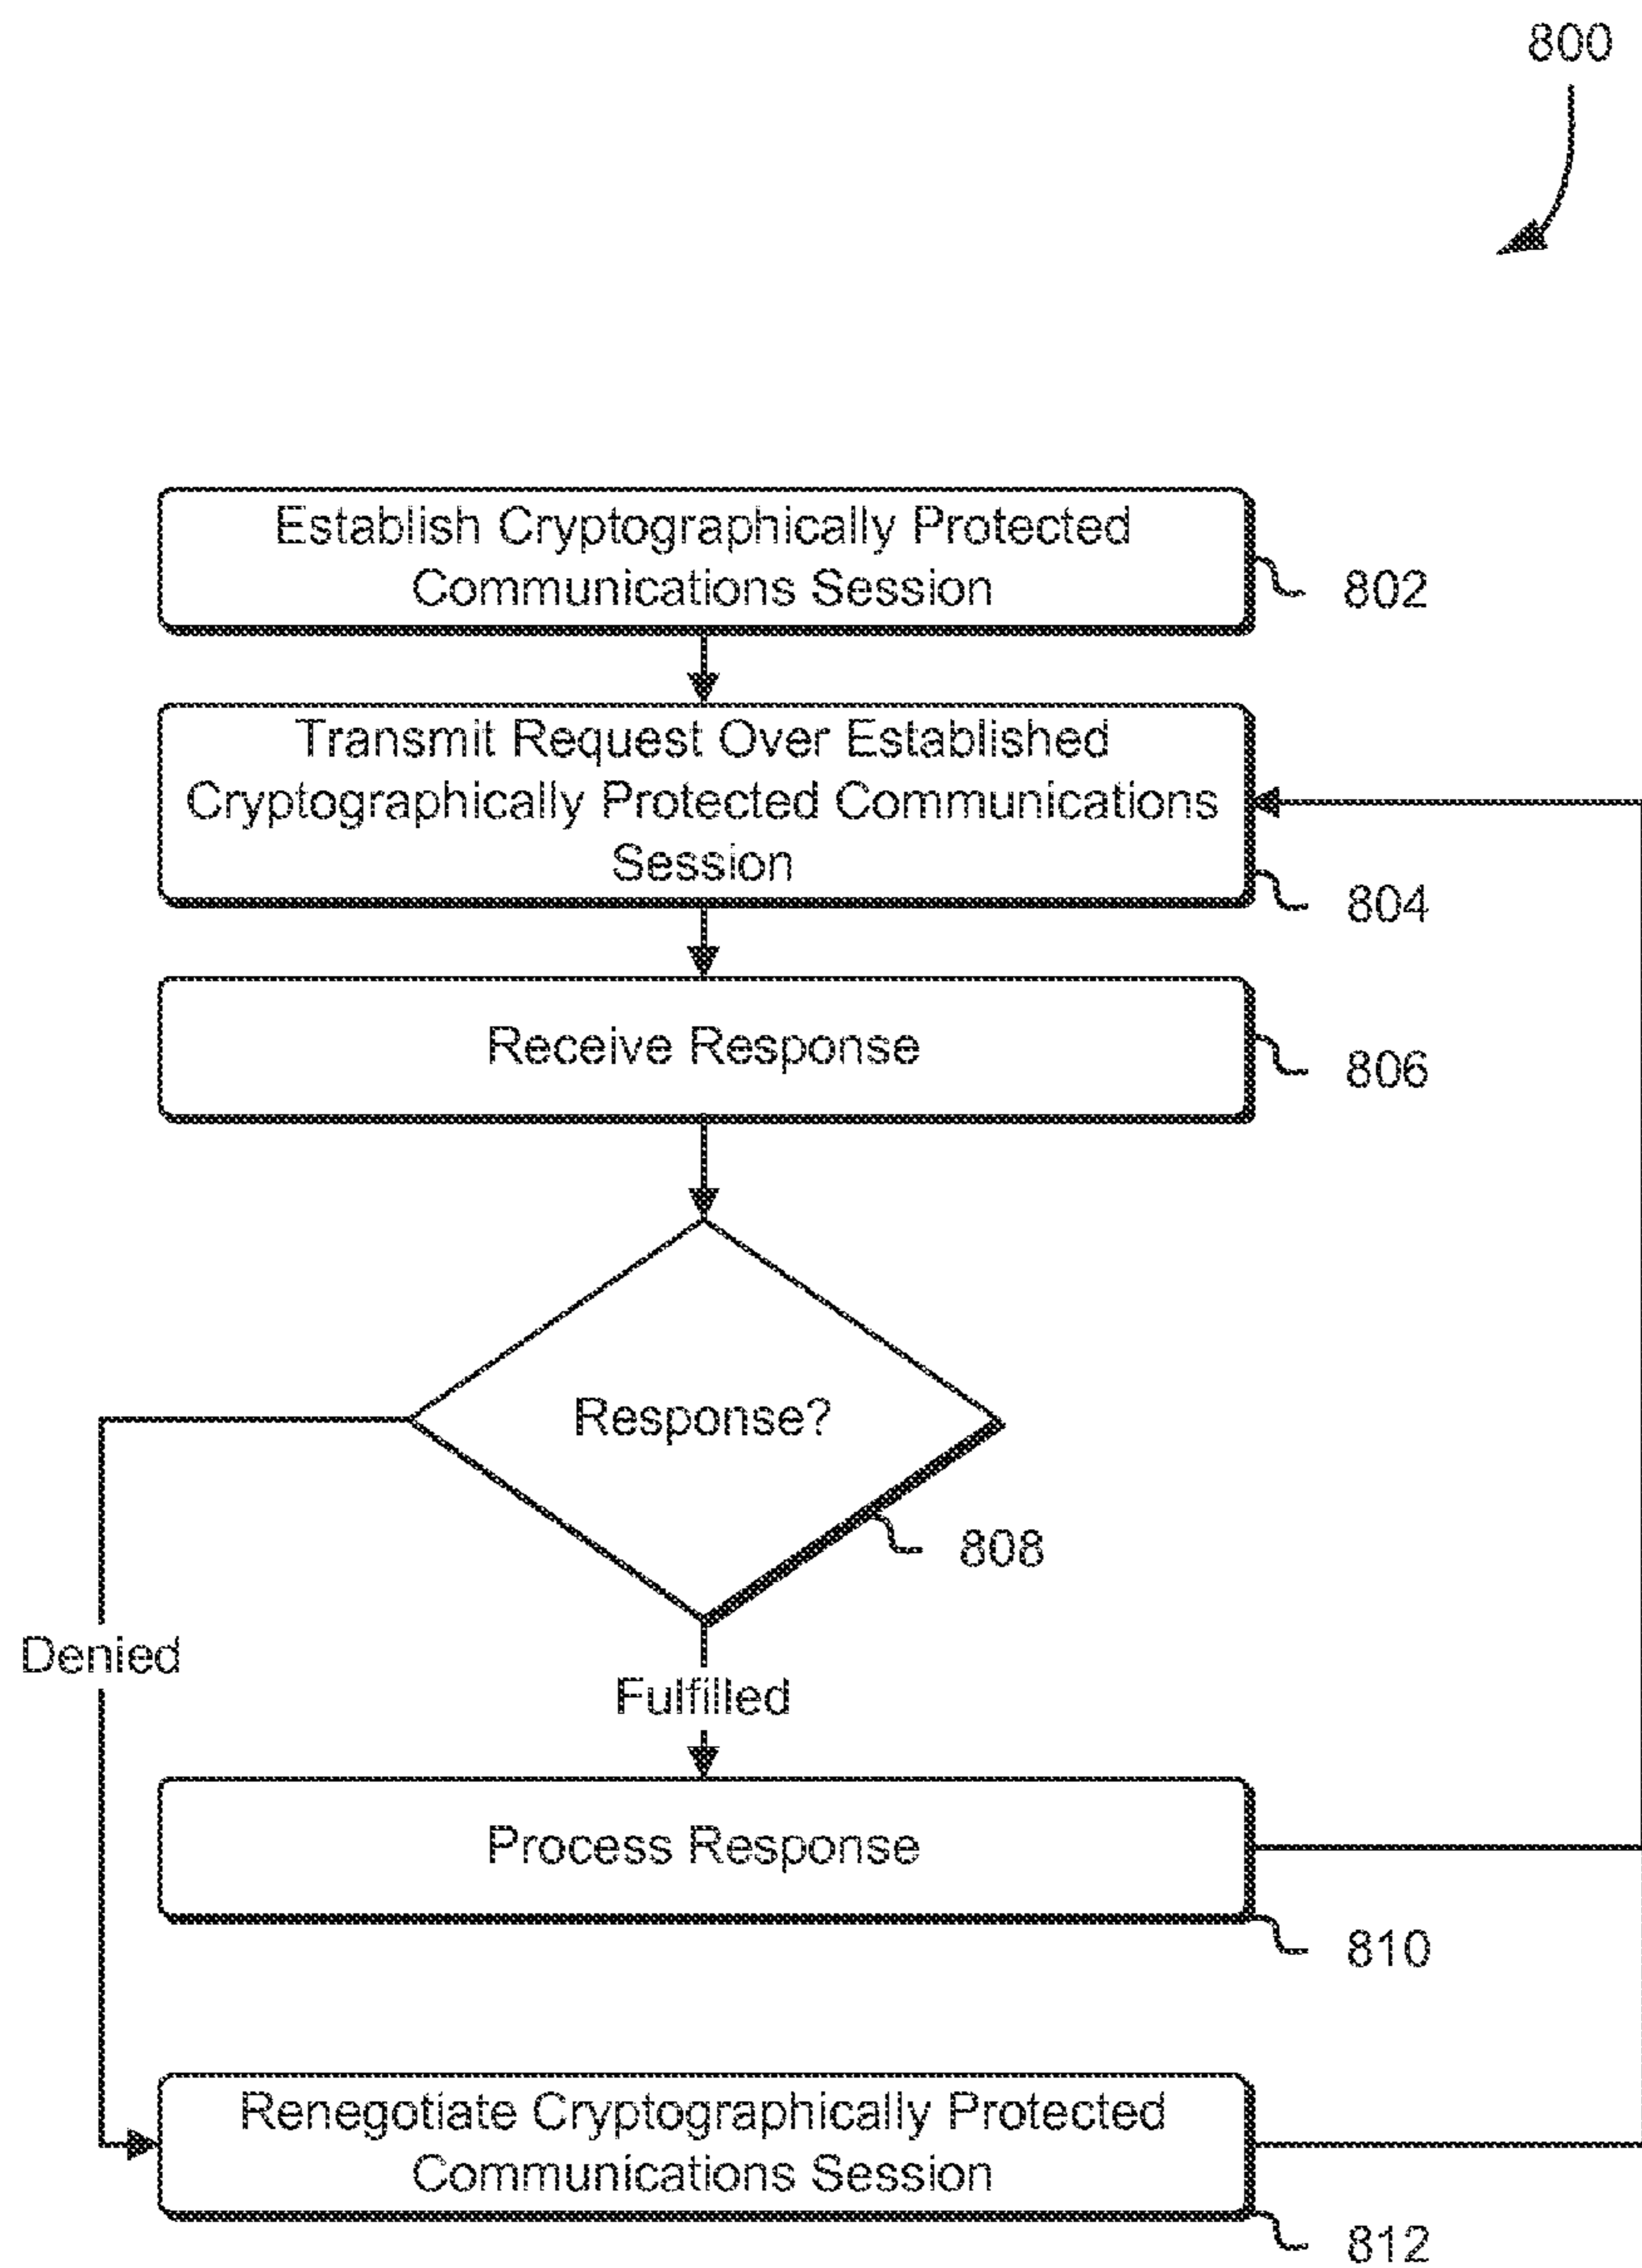 800
Establish Cryptographically Protected
Communications Session
802
Transmit Request Over Established
Cryptographically Protected Communications
Session
804
Receive Response
806
Response?
808
Denied
Fulfilled
Process Response
810
Renegotiate Cryptographically Protected
Communications Session
812